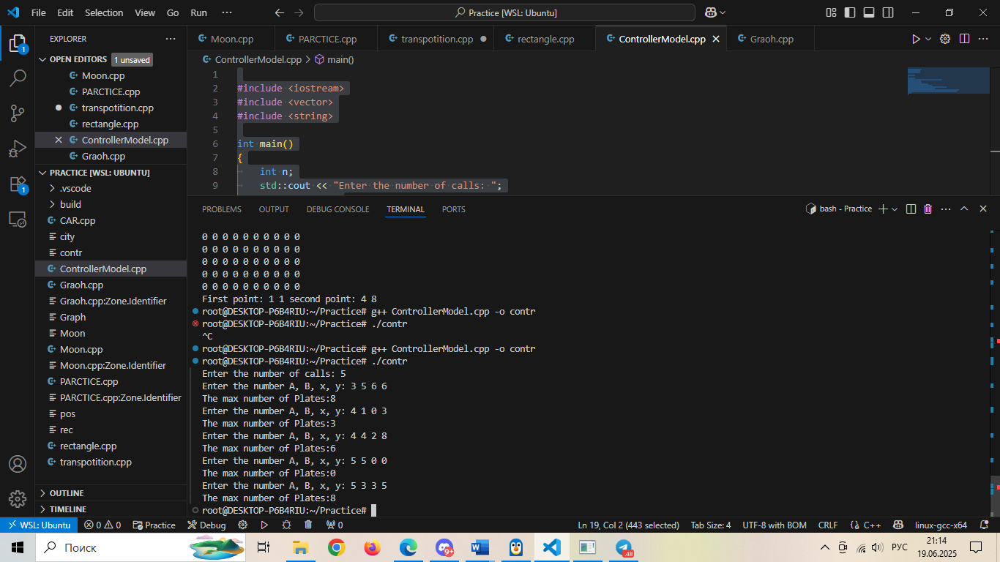 File Edit Selection View Go Run ··· Practice [WSL: Ubuntu]
EXPLORER ···
OPEN EDITORS 1 unsaved
Moon.cpp
PARCTICE.cpp
transpotition.cpp
rectangle.cpp
ControllerModel.cpp
Graoh.cpp
PRACTICE [WSL: UBUNTU]
.vscode
build
CAR.cpp
city
contr
ControllerModel.cpp
Graoh.cpp
Graoh.cpp:Zone.Identifier
Graph
Moon
Moon.cpp
Moon.cpp:Zone.Identifier
PARCTICE.cpp
PARCTICE.cpp:Zone.Identifier
pos
rec
rectangle.cpp
transpotition.cpp
OUTLINE
TIMELINE
1
1
Moon.cpp PARCTICE.cpp transpotition.cpp rectangle.cpp ControllerModel.cpp Graoh.cpp
ControllerModel.cpp > main()
1
2 #include <iostream>
3 #include <vector>
4 #include <string>
5
6 int main()
7 {
8 int n;
9 std::cout << "Enter the number of calls: ";
PROBLEMS OUTPUT DEBUG CONSOLE TERMINAL PORTS bash - Practice
0 0 0 0 0 0 0 0 0 0
0 0 0 0 0 0 0 0 0 0
0 0 0 0 0 0 0 0 0 0
0 0 0 0 0 0 0 0 0 0
0 0 0 0 0 0 0 0 0 0
First point: 1 1 second point: 4 8
root@DESKTOP-P6B4RIU:~/Practice# g++ ControllerModel.cpp -o contr
root@DESKTOP-P6B4RIU:~/Practice# ./contr
^C
root@DESKTOP-P6B4RIU:~/Practice# g++ ControllerModel.cpp -o contr
root@DESKTOP-P6B4RIU:~/Practice# ./contr
Enter the number of calls: 5
Enter the number A, B, x, y: 3 5 6 6
The max number of Plates:8
Enter the number A, B, x, y: 4 1 0 3
The max number of Plates:3
Enter the number A, B, x, y: 4 4 2 8
The max number of Plates:6
Enter the number A, B, x, y: 5 5 0 0
The max number of Plates:0
Enter the number A, B, x, y: 5 3 3 5
The max number of Plates:8
root@DESKTOP-P6B4RIU:~/Practice#
WSL: Ubuntu 0 0 Practice Debug 0 Ln 19, Col 2 (443 selected) Tab Size: 4 UTF-8 with BOM CRLF {} C++ linux-gcc-x64
Поиск 9+ 48 РУС 21:14
19.06.2025